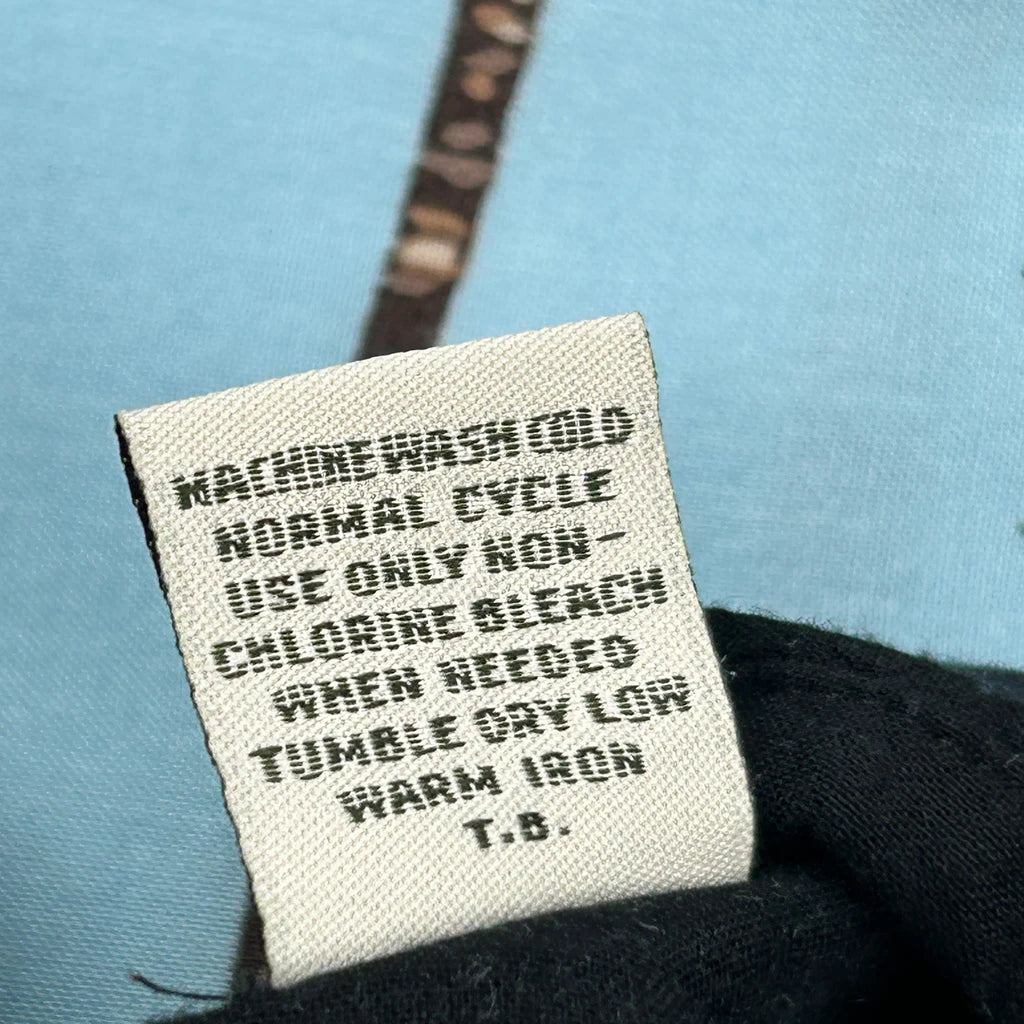 MACHINE WASH COLD
NORMAL CYCLE
USE ONLY NON-
CHLORINE BLEACH
WHEN NEEDED
TUMBLE DRY LOW
WARM IRON
T.B.